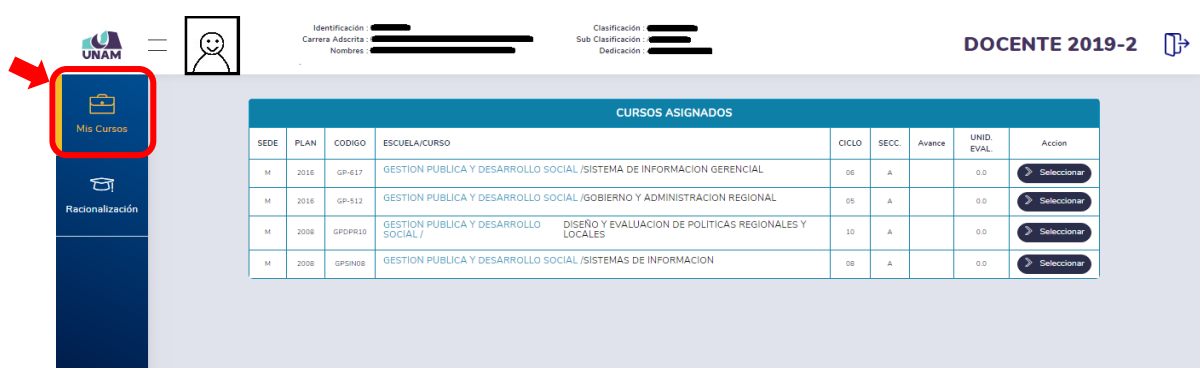 UNAM
Identificación :
Carrera Adscrita :
Nombres :
Clasificación :
Sub Clasificación :
Dedicación :
DOCENTE 2019-2
Mis Cursos
Racionalización
CURSOS ASIGNADOS
SEDE PLAN CODIGO ESCUELA/CURSO CICLO SECC. Avance UNID. EVAL. Accion
M 2016 GP-617 GESTION PUBLICA Y DESARROLLO SOCIAL /SISTEMA DE INFORMACION GERENCIAL 06 A 0.0 Seleccionar
M 2016 GP-512 GESTION PUBLICA Y DESARROLLO SOCIAL /GOBIERNO Y ADMINISTRACION REGIONAL 05 A 0.0 Seleccionar
M 2008 GPDPR10 GESTION PUBLICA Y DESARROLLO SOCIAL / DISEÑO Y EVALUACION DE POLITICAS REGIONALES Y LOCALES 10 A 0.0 Seleccionar
M 2008 GPSIN08 GESTION PUBLICA Y DESARROLLO SOCIAL /SISTEMAS DE INFORMACION 08 A 0.0 Seleccionar